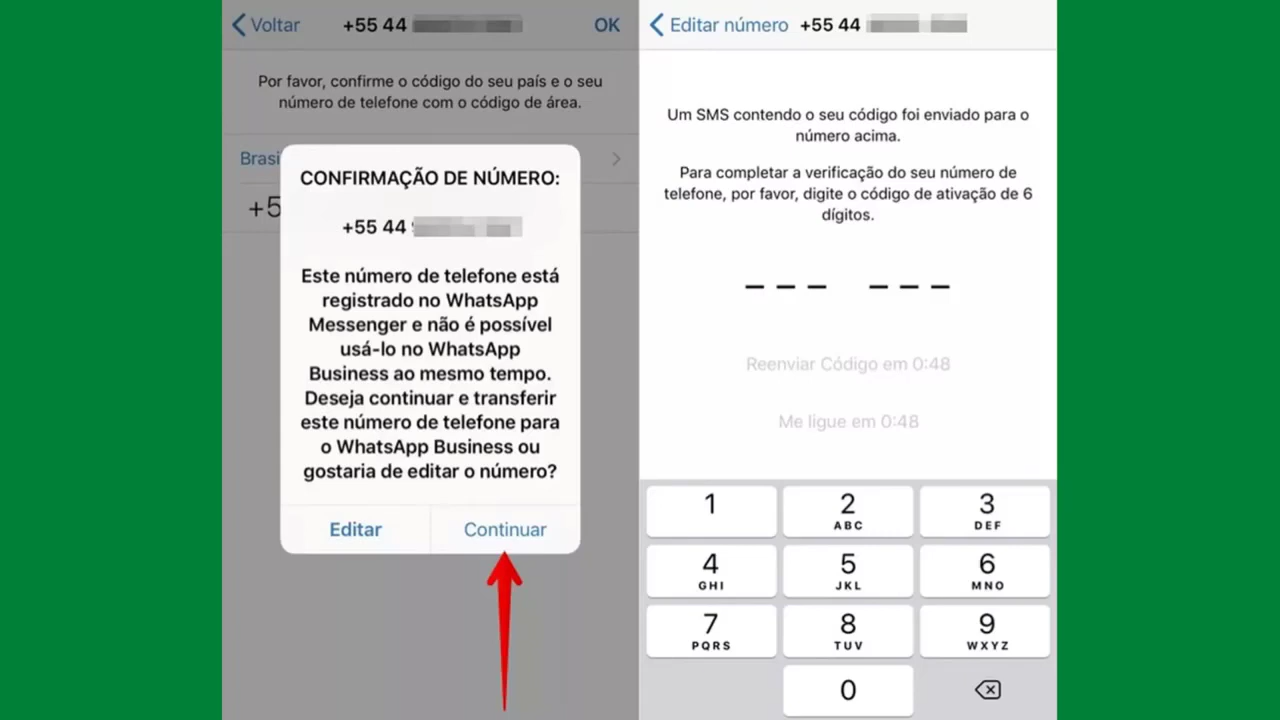 Voltar
+55 44
OK
Por favor, confirme o código do seu país e o seu
número de telefone com o código de área.
Brasi
+5
CONFIRMAÇÃO DE NÚMERO:
+55 44
Este número de telefone está
registrado no WhatsApp
Messenger e não é possível
usá-lo no WhatsApp
Business ao mesmo tempo.
Deseja continuar e transferir
este número de telefone para
o WhatsApp Business ou
gostaria de editar o número?
Editar
Continuar
Editar número
+55 44
Um SMS contendo o seu código foi enviado para o
número acima.
Para completar a verificação do seu número de
telefone, por favor, digite o código de ativação de 6
dígitos.
Reenviar Código em 0:48
Me ligue em 0:48
1
2
ABC
3
DEF
4
GHI
5
JKL
6
MNO
7
PQRS
8
TUV
9
WXYZ
0